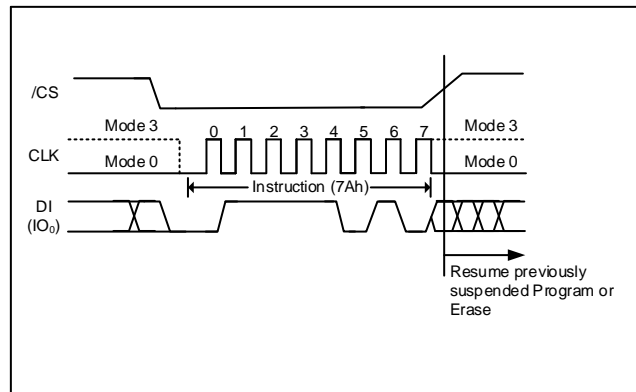 /CS
Mode 3
0 1 2 3 4 5 6 7
Mode 3
CLK
Mode 0
Mode 0
Instruction (7Ah)
DI
(IO₀)
Resume previously
suspended Program or
Erase